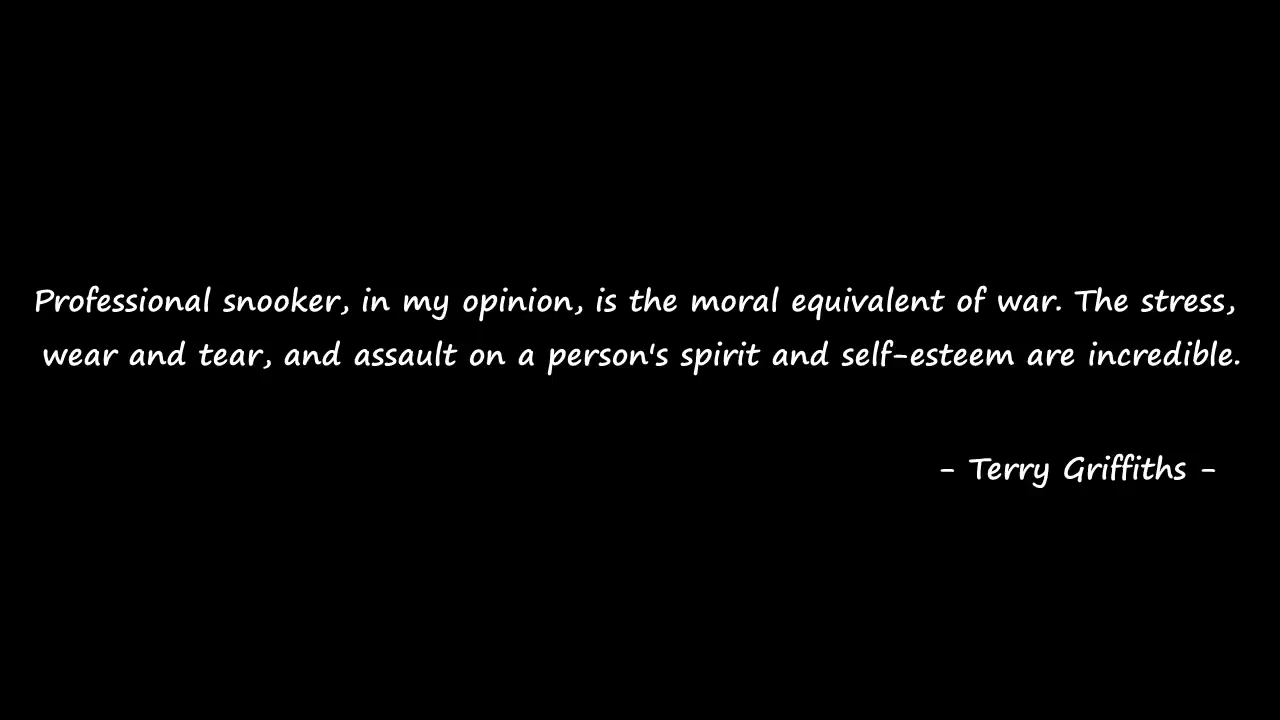 Professional snooker, in my opinion, is the moral equivalent of war. The stress,
wear and tear, and assault on a person's spirit and self-esteem are incredible.
- Terry Griffiths -